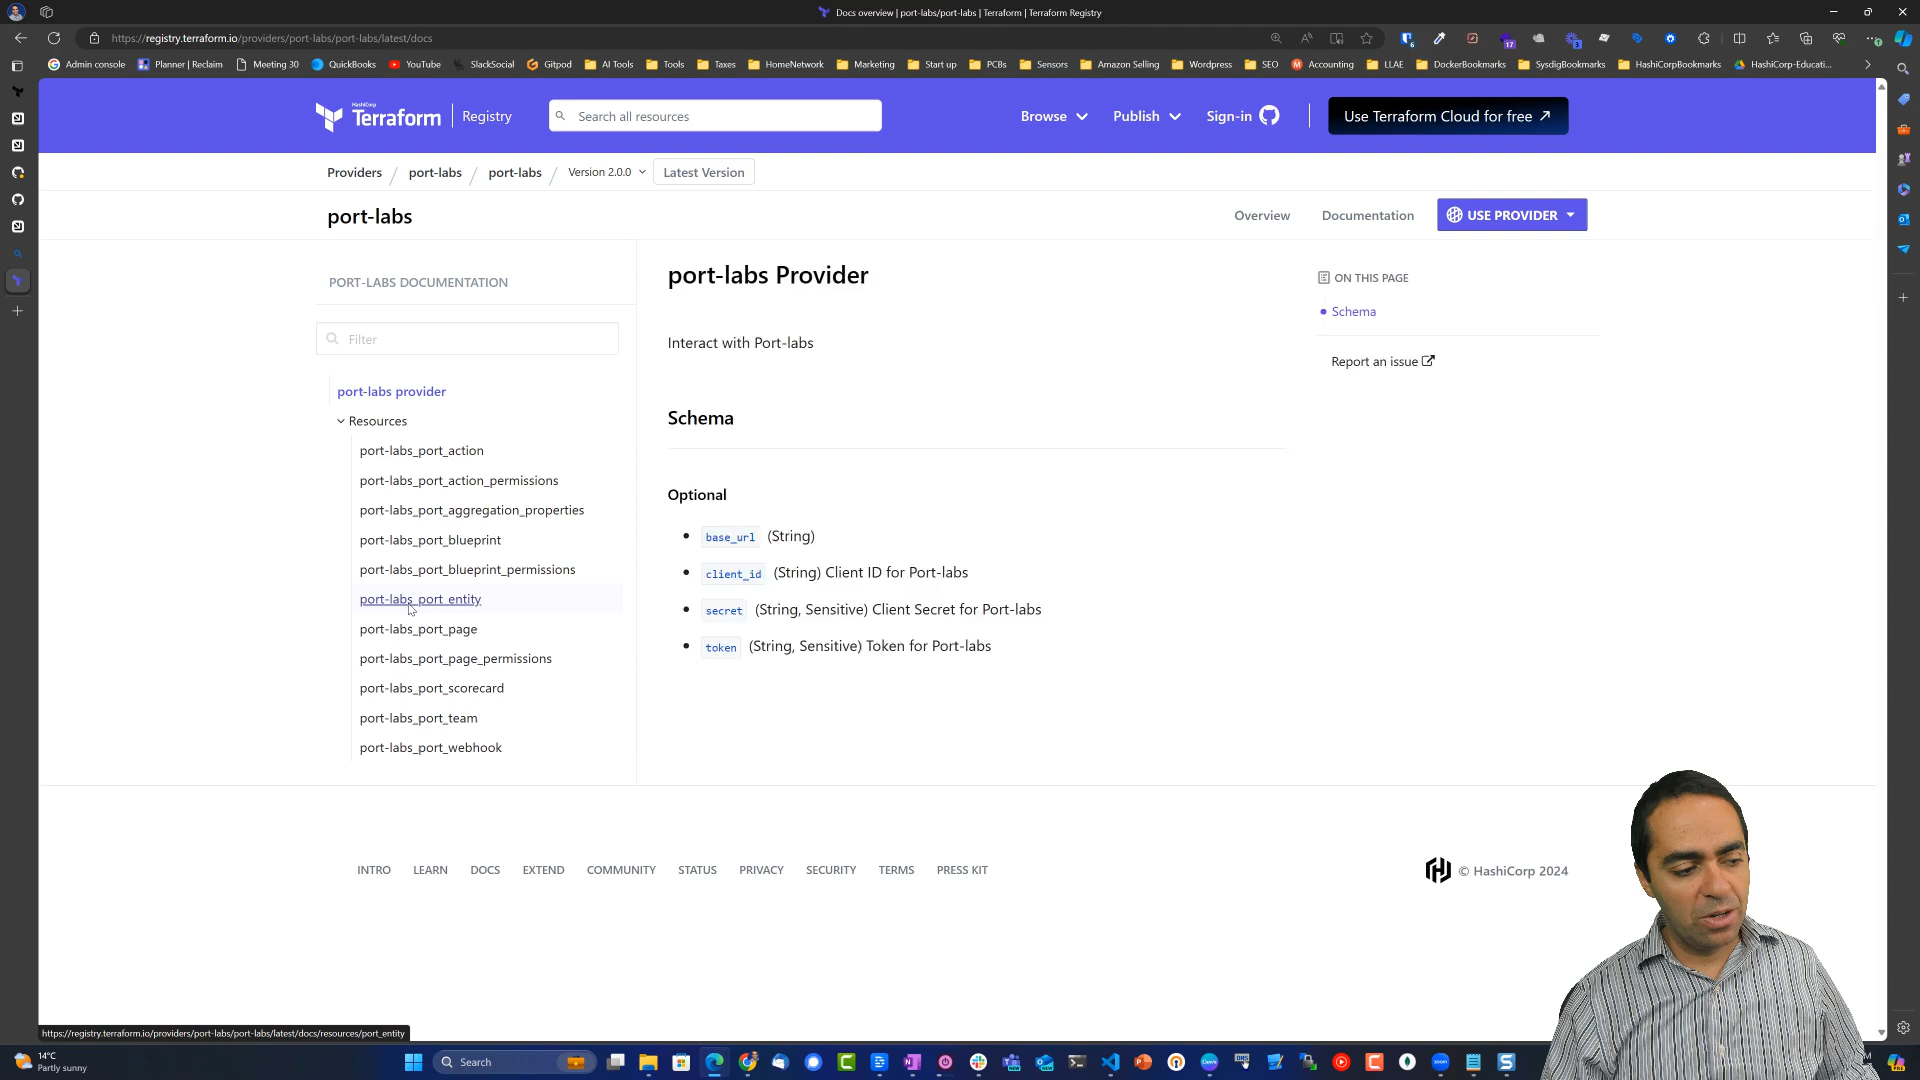 Docs overview | port-labs/port-labs | Terraform | Terraform Registry
https://registry.terraform.io/providers/port-labs/port-labs/latest/docs
Admin console
Planner | Reclaim
Meeting 30
QuickBooks
YouTube
SlackSocial
Gitpod
AI Tools
Tools
Taxes
HomeNetwork
Marketing
Start up
PCBs
Sensors
Amazon Selling
Wordpress
SEO
Accounting
LLAE
DockerBookmarks
SysdigBookmarks
HashiCorpBookmarks
HashiCorp-Educati...
HashiCorp
Terraform
Registry
Search all resources
Browse
Publish
Sign-in
Use Terraform Cloud for free
Providers / port-labs / port-labs / Version 2.0.0
Latest Version
port-labs
Overview
Documentation
USE PROVIDER
PORT-LABS DOCUMENTATION
Filter
port-labs provider
Resources
port-labs_port_action
port-labs_port_action_permissions
port-labs_port_aggregation_properties
port-labs_port_blueprint
port-labs_port_blueprint_permissions
port-labs_port_entity
port-labs_port_page
port-labs_port_page_permissions
port-labs_port_scorecard
port-labs_port_team
port-labs_port_webhook
port-labs Provider
Interact with Port-labs
Schema
Optional
base_url (String)
client_id (String) Client ID for Port-labs
secret (String, Sensitive) Client Secret for Port-labs
token (String, Sensitive) Token for Port-labs
ON THIS PAGE
Schema
Report an issue
INTRO
LEARN
DOCS
EXTEND
COMMUNITY
STATUS
PRIVACY
SECURITY
TERMS
PRESS KIT
© HashiCorp 2024
https://registry.terraform.io/providers/port-labs/port-labs/latest/docs/resources/port_entity
14°C
Partly sunny
Search